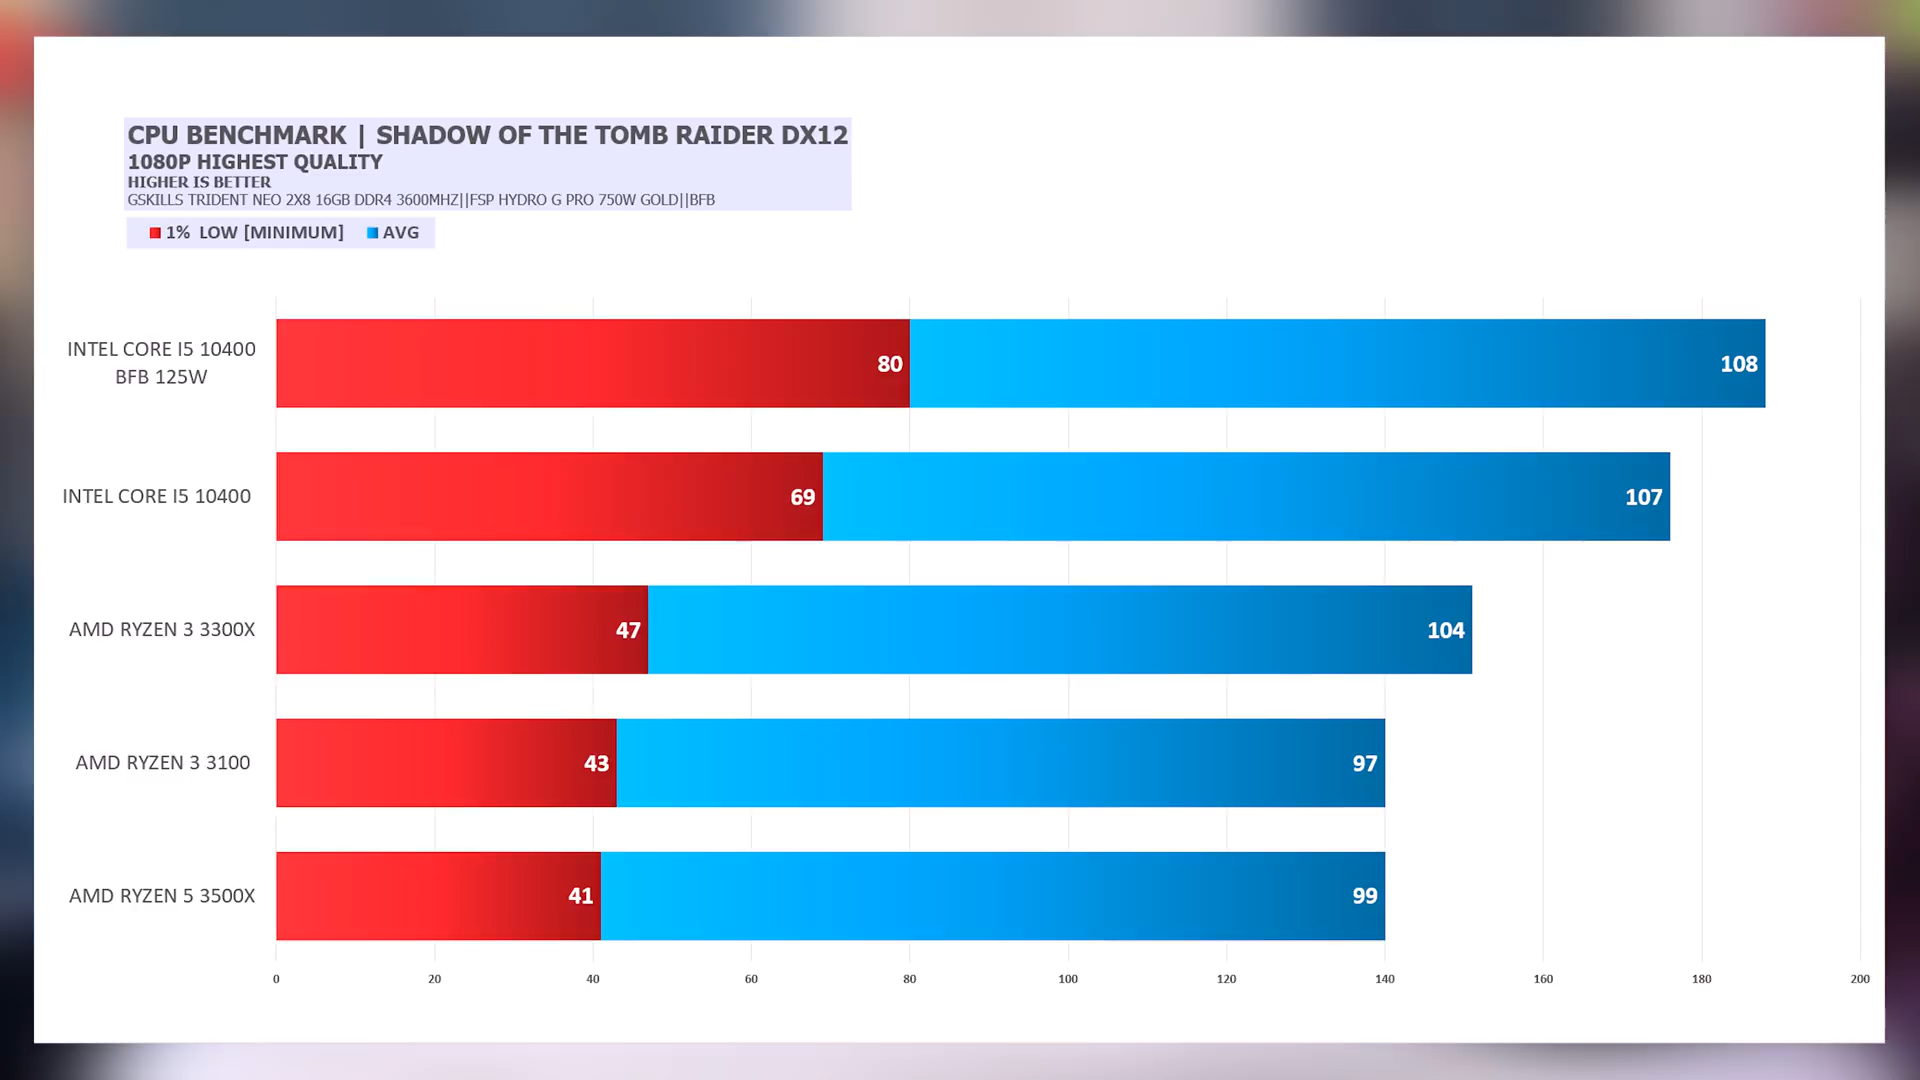 CPU BENCHMARK | SHADOW OF THE TOMB RAIDER DX12
1080P HIGHEST QUALITY
HIGHER IS BETTER
GSKILLS TRIDENT NEO 2X8 16GB DDR4 3600MHZ||FSP HYDRO G PRO 750W GOLD||BFB
1% LOW [MINIMUM] AVG
INTEL CORE I5 10400
BFB 125W
80 108
INTEL CORE I5 10400 69 107
AMD RYZEN 3 3300X 47 104
AMD RYZEN 3 3100 43 97
AMD RYZEN 5 3500X 41 99
0 20 40 60 80 100 120 140 160 180 200